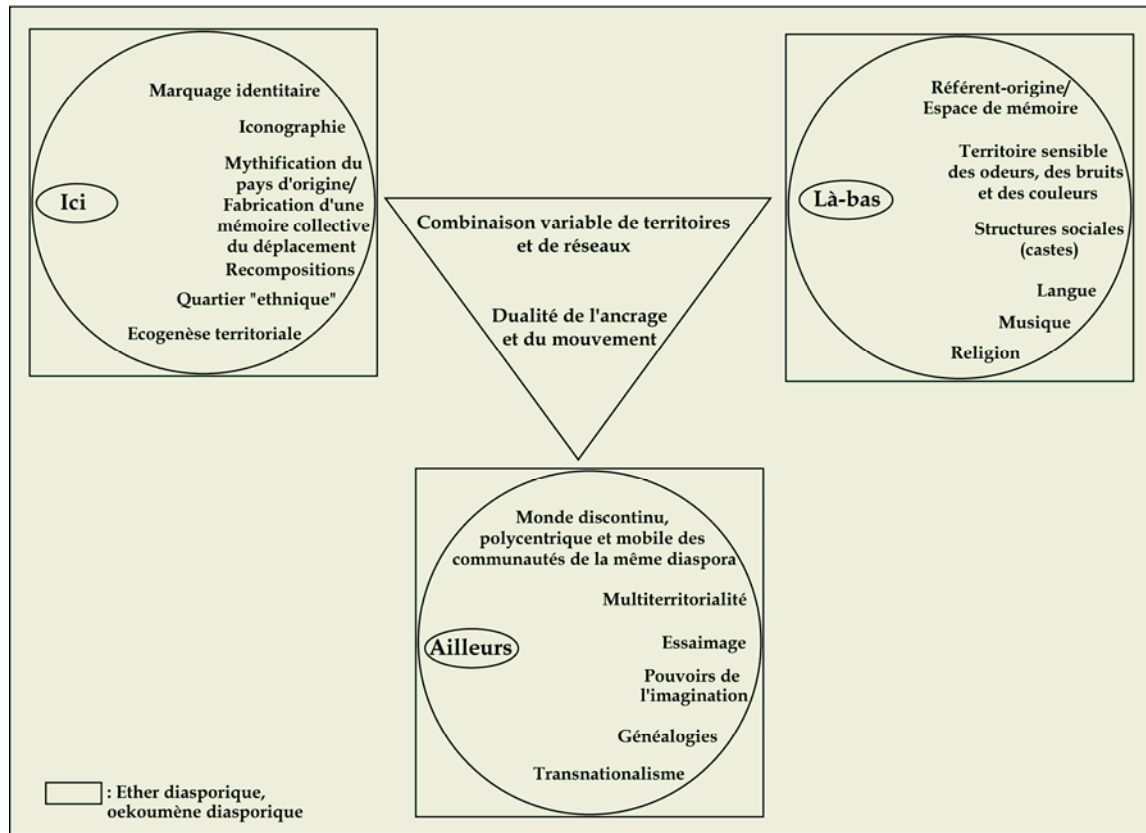 Ici
Marquage identitaire
Iconographie
Mythification du
pays d'origine/
Fabrication d'une
mémoire collective
du déplacement
Recompositions
Quartier "ethnique"
Ecogenèse territoriale
Combinaison variable de territoires
et de réseaux
Dualité de l'ancrage
et du mouvement
Là-bas
Référent-origine/
Espace de mémoire
Territoire sensible
des odeurs, des bruits
et des couleurs
Structures sociales
(castes)
Langue
Musique
Religion
Ailleurs
Monde discontinu,
polycentrique et mobile des
communautés de la même diaspora
Multiterritorialité
Essaimage
Pouvoirs de
l'imagination
Généalogies
Transnationalisme
: Ether diasporique,
oekoumène diasporique